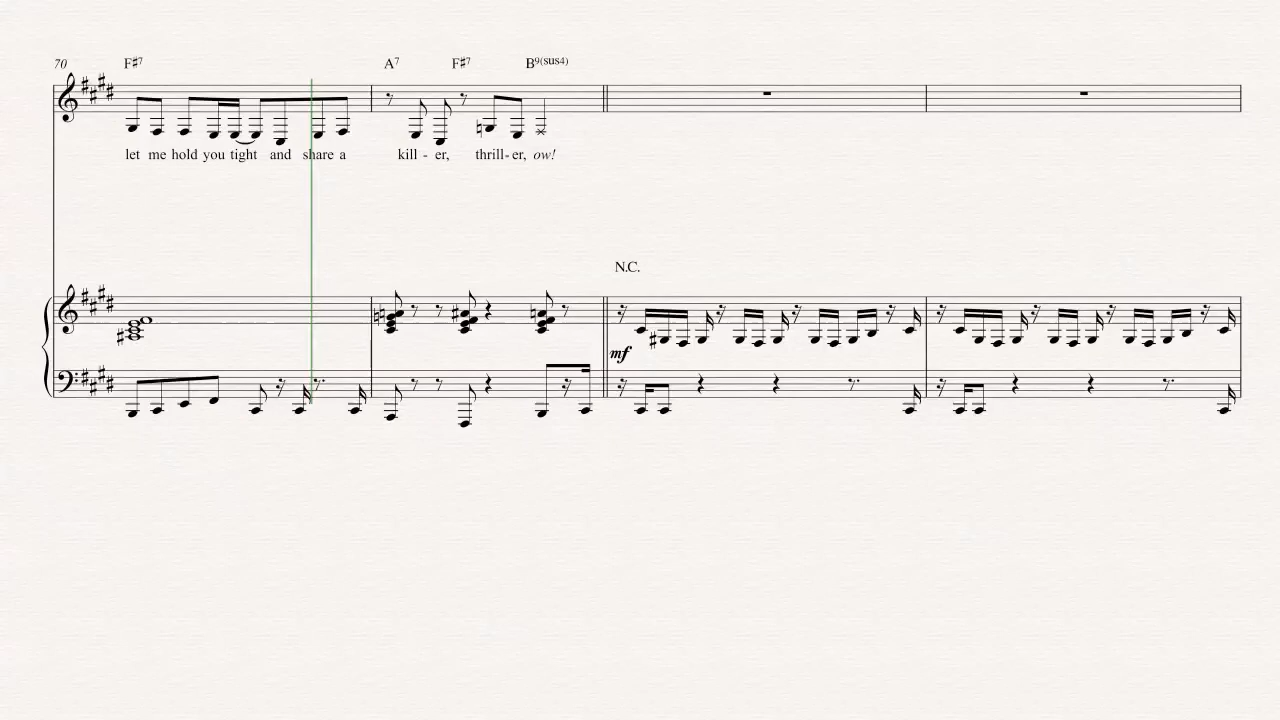 70 F♯7 A7 F♯7 B9(sus4)
let me hold you tight and share a kill - er, thrill - er, ow!
N.C.
mf